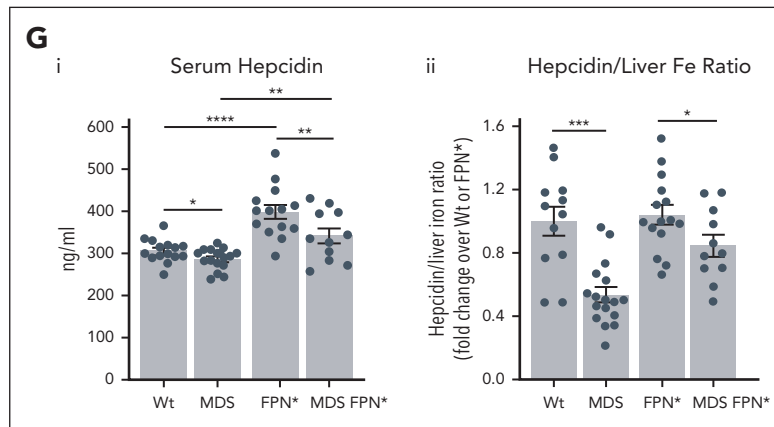 G
i
Serum Hepcidin
ng/ml
600
500
400
300
200
100
0
*
****
**
**
Wt
MDS
FPN*
MDS FPN*
ii
Hepcidin/Liver Fe Ratio
Hepcidin/liver iron ratio
(fold change over Wt or FPN*)
1.6
1.2
0.8
0.4
0.0
***
*
Wt
MDS
FPN*
MDS FPN*